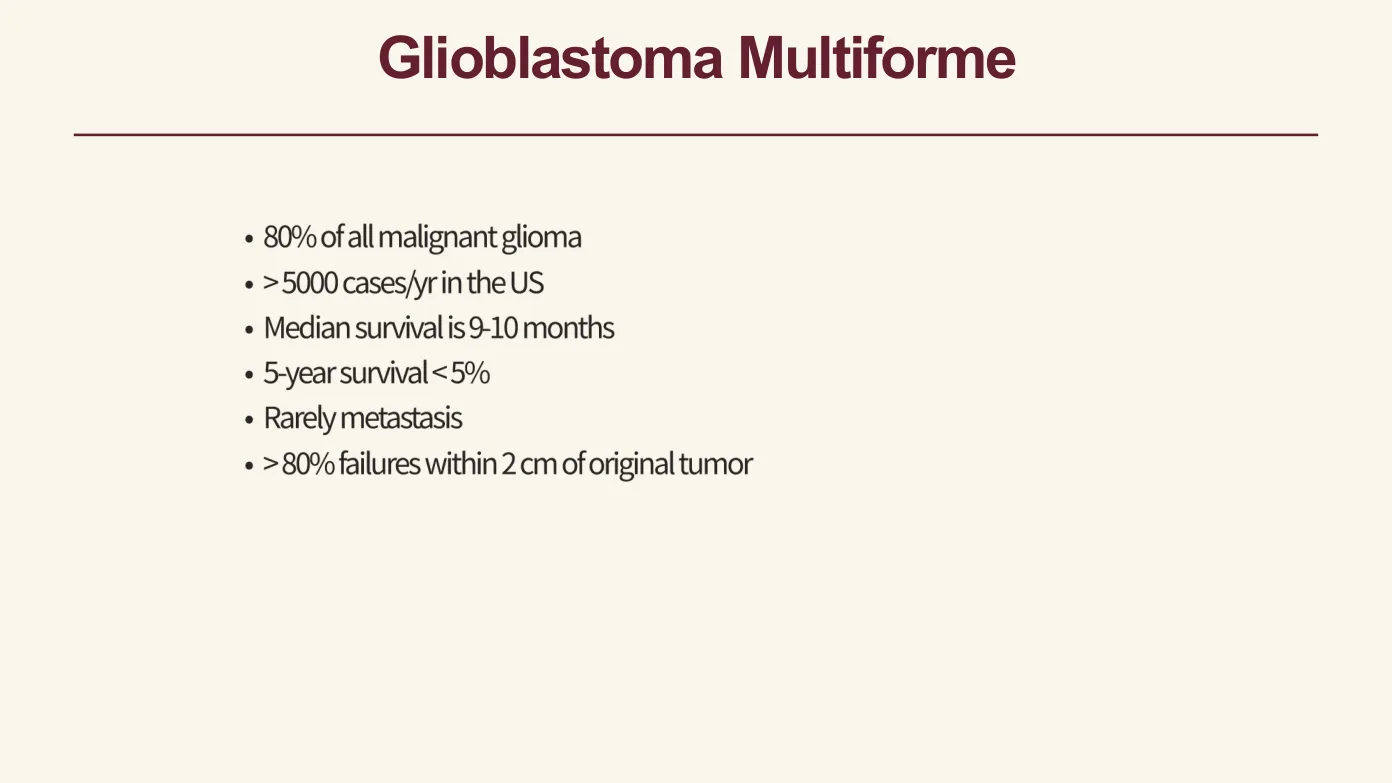 Glioblastoma Multiforme
• 80% of all malignant glioma
• > 5000 cases/yr in the US
• Median survival is 9-10 months
• 5-year survival < 5%
• Rarely metastasis
• > 80% failures within 2 cm of original tumor